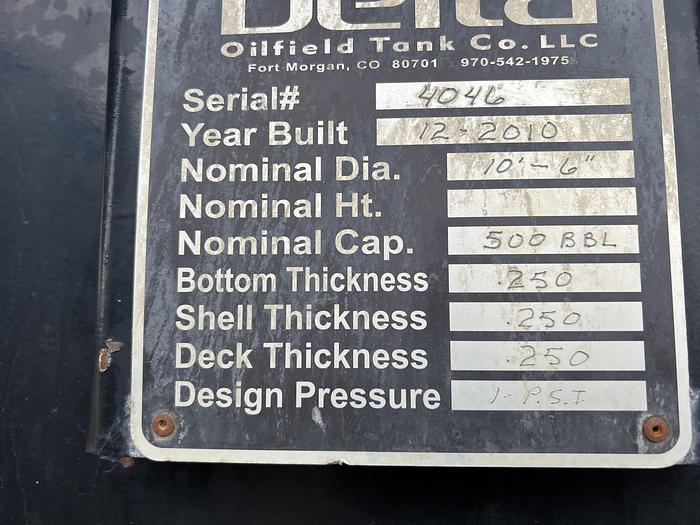 Delta
Oilfield Tank Co. LLC
Fort Morgan, CO 80701 970-542-1975
Serial# 4046
Year Built 12-2010
Nominal Dia. 10'-6"
Nominal Ht.
Nominal Cap. 500 BBL
Bottom Thickness .250
Shell Thickness .250
Deck Thickness .250
Design Pressure 1-P.S.I